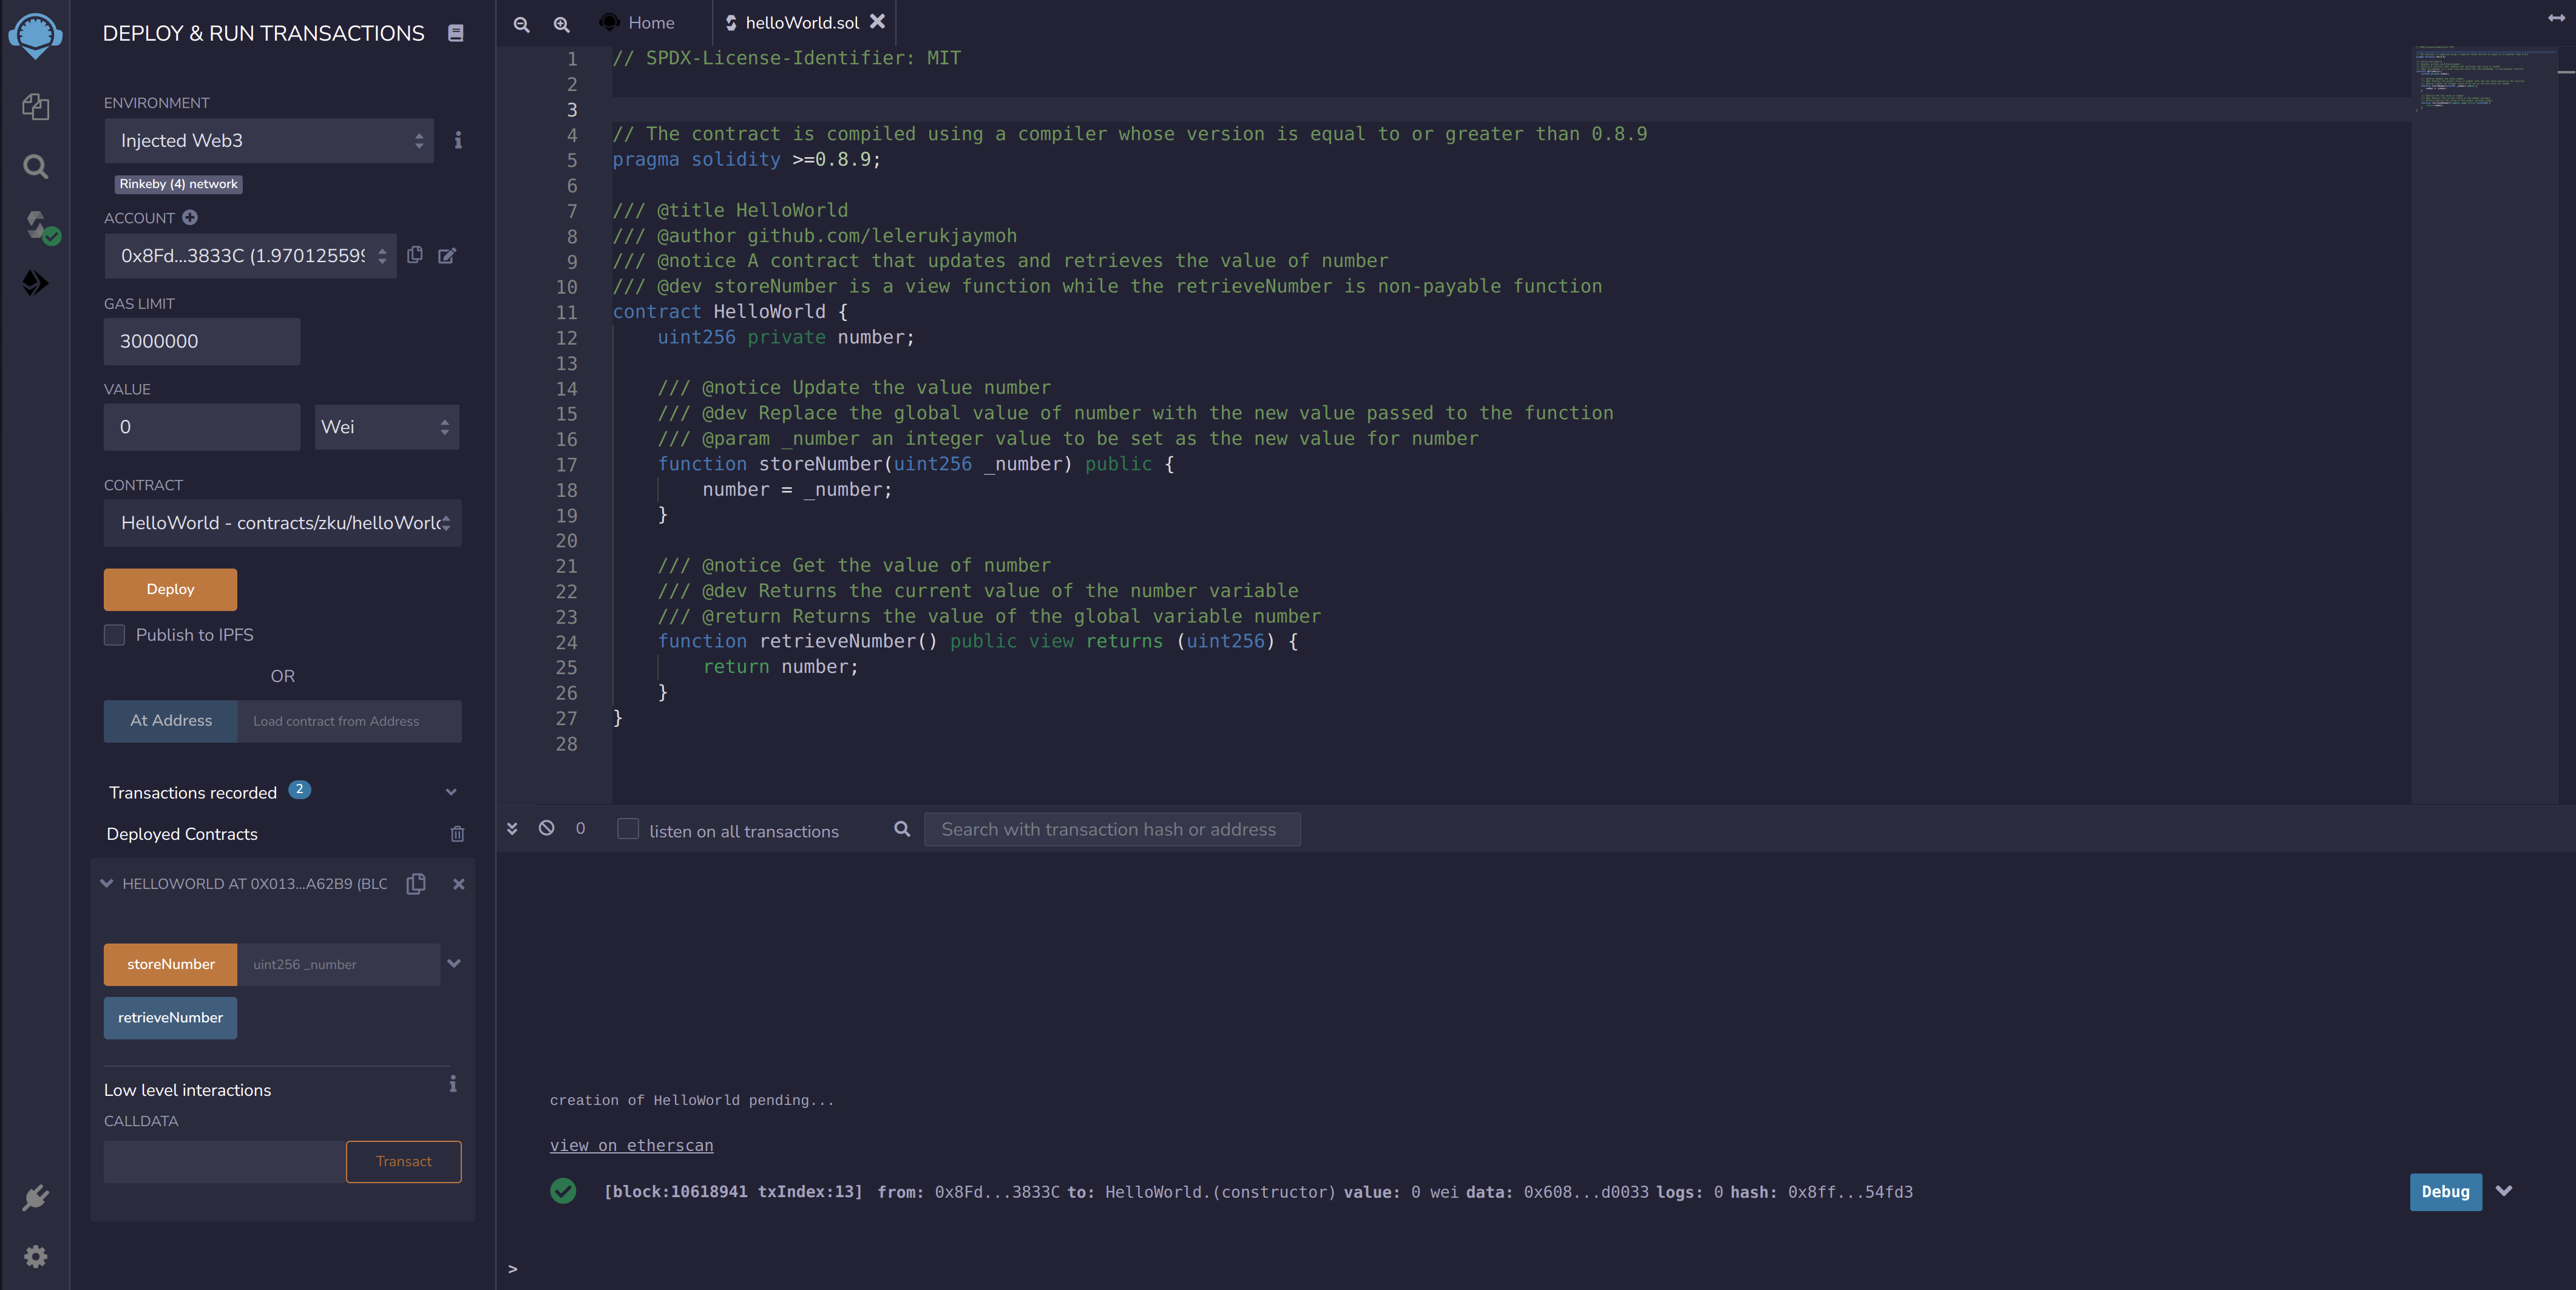 DEPLOY & RUN TRANSACTIONS
ENVIRONMENT
Injected Web3
Rinkeby (4) network
ACCOUNT
0x8Fd...3833C (1.970125599
GAS LIMIT
3000000
VALUE
0
Wei
CONTRACT
HelloWorld - contracts/zku/helloWorld
Deploy
Publish to IPFS
OR
At Address
Load contract from Address
Transactions recorded 2
Deployed Contracts
HELLOWORLD AT 0X013...A62B9 (BLC
storeNumber
uint256 _number
retrieveNumber
Low level interactions
CALLDATA
Transact
Home
helloWorld.sol
1 // SPDX-License-Identifier: MIT
2
3
4 // The contract is compiled using a compiler whose version is equal to or greater than 0.8.9
5 pragma solidity >=0.8.9;
6
7 /// @title HelloWorld
8 /// @author github.com/lelerukjaymoh
9 /// @notice A contract that updates and retrieves the value of number
10 /// @dev storeNumber is a view function while the retrieveNumber is non-payable function
11 contract HelloWorld {
12 uint256 private number;
13
14 /// @notice Update the value number
15 /// @dev Replace the global value of number with the new value passed to the function
16 /// @param _number an integer value to be set as the new value for number
17 function storeNumber(uint256 _number) public {
18 number = _number;
19 }
20
21 /// @notice Get the value of number
22 /// @dev Returns the current value of the number variable
23 /// @return Returns the value of the global variable number
24 function retrieveNumber() public view returns (uint256) {
25 return number;
26 }
27 }
28
0
listen on all transactions
Search with transaction hash or address
creation of HelloWorld pending...
view on etherscan
[block:10618941 txIndex:13] from: 0x8Fd...3833C to: HelloWorld.(constructor) value: 0 wei data: 0x608...d0033 logs: 0 hash: 0x8ff...54fd3
Debug
>